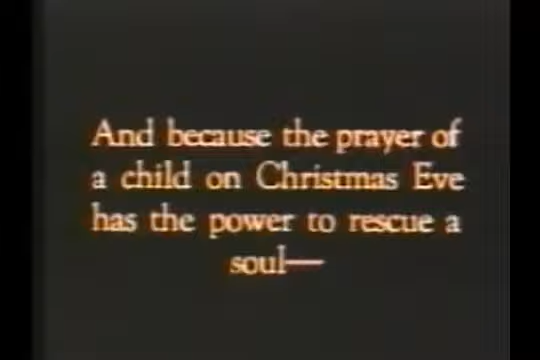 And because the prayer of
a child on Christmas Eve
has the power to rescue a
soul—